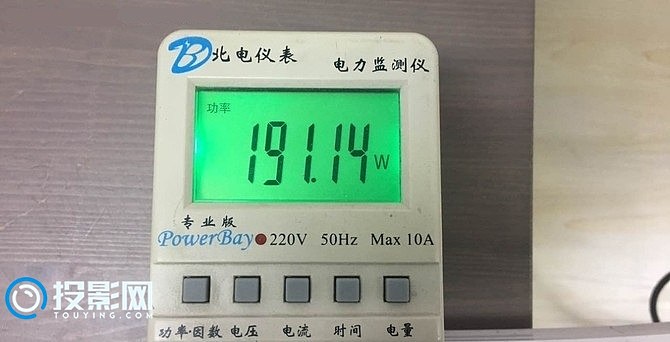 B 北电仪表
电力监测仪
功率
191.14 W
专业版
PowerBay 220V 50Hz Max 10A
功率·因数 电压 电流 时间 电量
投影网
TOUYING.COM